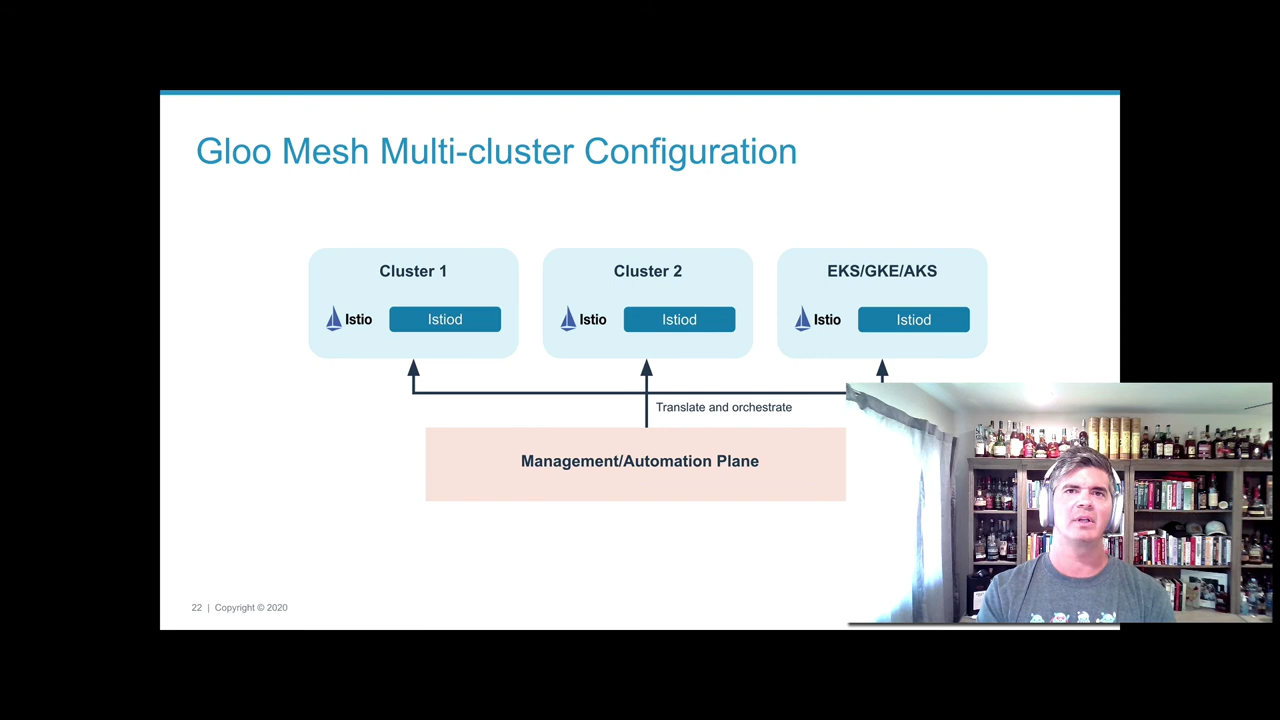 Gloo Mesh Multi-cluster Configuration
Cluster 1
Cluster 2
EKS/GKE/AKS
Istio
Istiod
Istio
Istiod
Istio
Istiod
Translate and orchestrate
Management/Automation Plane
22 | Copyright © 2020